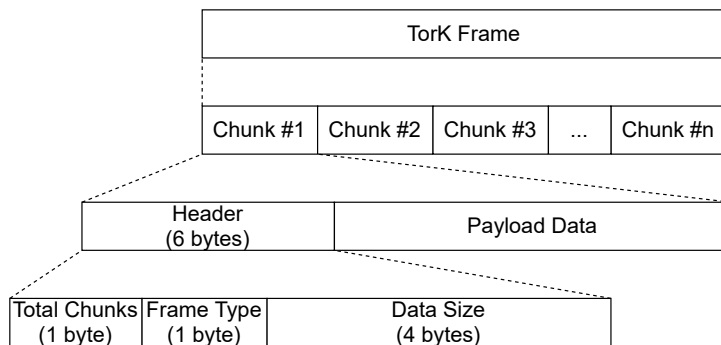 TorK Frame
Chunk #1 Chunk #2 Chunk #3 ... Chunk #n
Header Payload Data
(6 bytes)
Total Chunks Frame Type Data Size
(1 byte) (1 byte) (4 bytes)